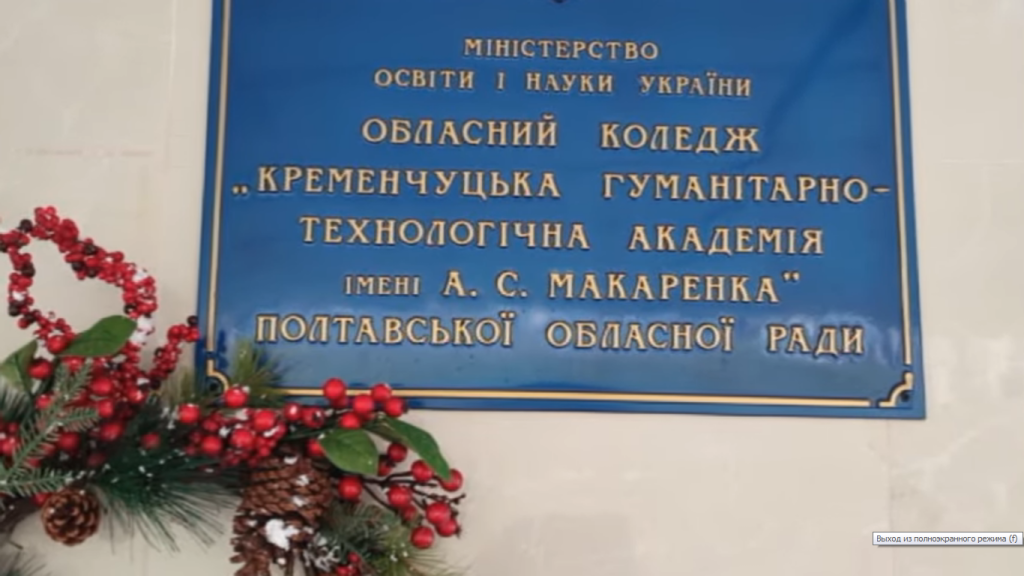 МІНІСТЕРСТВО
ОСВІТИ І НАУКИ УКРАЇНИ
ОБЛАСНИЙ КОЛЕДЖ
„КРЕМЕНЧУЦЬКА ГУМАНІТАРНО-
ТЕХНОЛОГІЧНА АКАДЕМІЯ
ІМЕНІ А. С. МАКАРЕНКА“
ПОЛТАВСЬКОЇ ОБЛАСНОЇ РАДИ
Выход из полноэкранного режима (f)